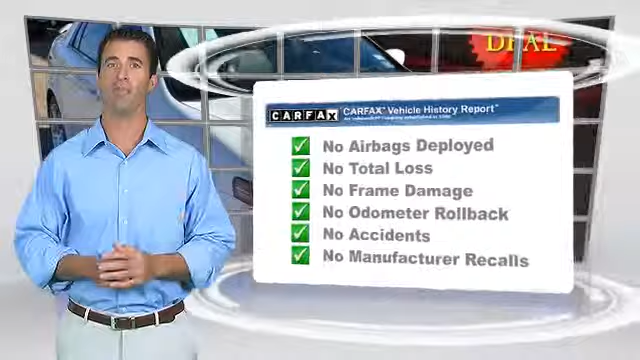 DEAL
CARFAX CARFAX Vehicle History Report
No Airbags Deployed
No Total Loss
No Frame Damage
No Odometer Rollback
No Accidents
No Manufacturer Recalls